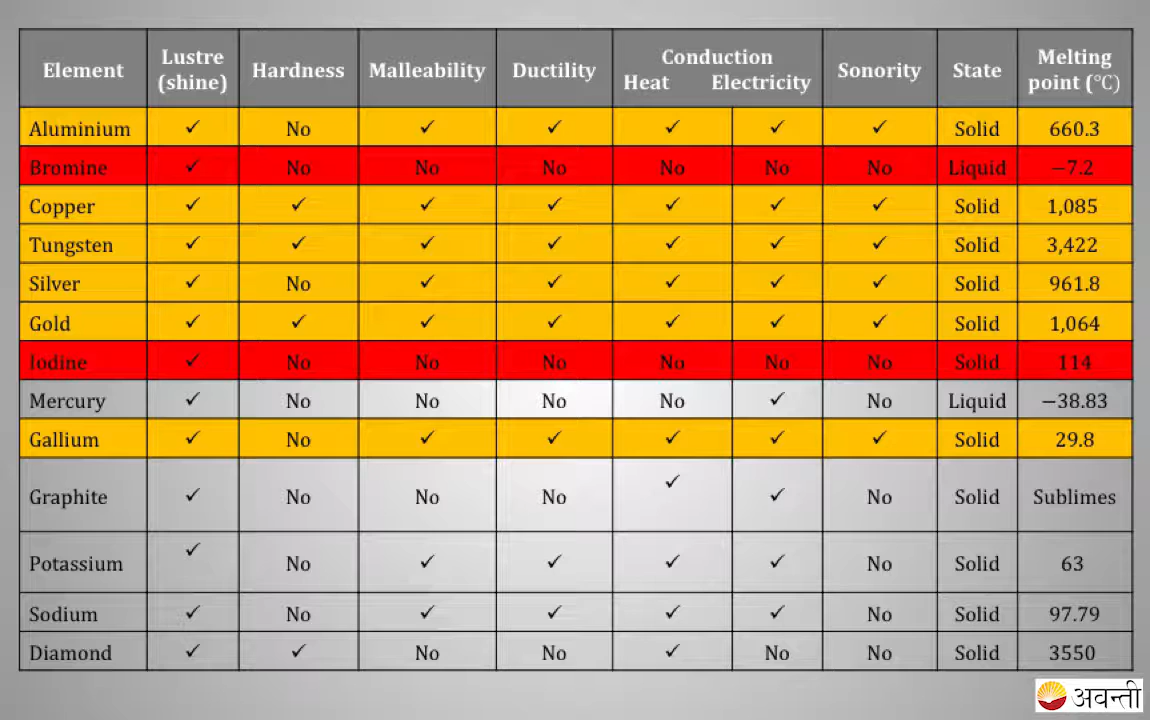 Element Lustre (shine) Hardness Malleability Ductility Conduction Heat Electricity Sonority State Melting point (°C)
Aluminium ✓ No ✓ ✓ ✓ ✓ ✓ Solid 660.3
Bromine ✓ No No No No No No Liquid −7.2
Copper ✓ ✓ ✓ ✓ ✓ ✓ ✓ Solid 1,085
Tungsten ✓ ✓ ✓ ✓ ✓ ✓ ✓ Solid 3,422
Silver ✓ No ✓ ✓ ✓ ✓ ✓ Solid 961.8
Gold ✓ ✓ ✓ ✓ ✓ ✓ ✓ Solid 1,064
Iodine ✓ No No No No No No Solid 114
Mercury ✓ No No No No ✓ No Liquid −38.83
Gallium ✓ No ✓ ✓ ✓ ✓ ✓ Solid 29.8
Graphite ✓ No No No ✓ ✓ No Solid Sublimes
Potassium ✓ No ✓ ✓ ✓ ✓ No Solid 63
Sodium ✓ No ✓ ✓ ✓ ✓ No Solid 97.79
Diamond ✓ ✓ No No ✓ No No Solid 3550
अवन्ती